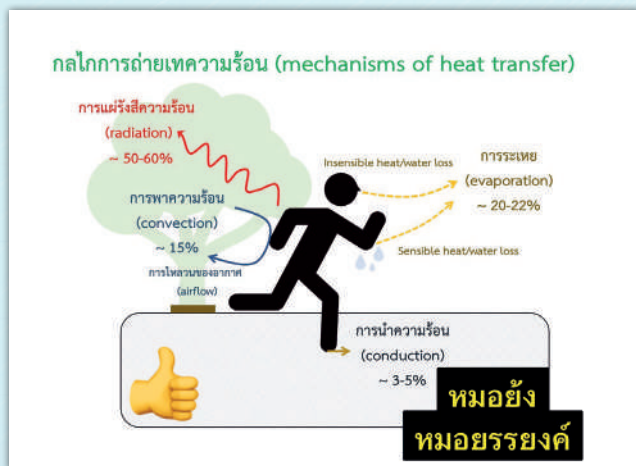 กลไกการถ่ายเทความร้อน (mechanisms of heat transfer)
การแผ่รังสีความร้อน
(radiation)
~ 50-60%
Insensible heat/water loss
การระเหย
(evaporation)
~ 20-22%
การพาความร้อน
(convection)
~ 15%
การไหลวนของอากาศ
(airflow)
Sensible heat/water loss
การนำความร้อน
(conduction)
~ 3-5%
หมอย้ง
หมอยรรยงค์